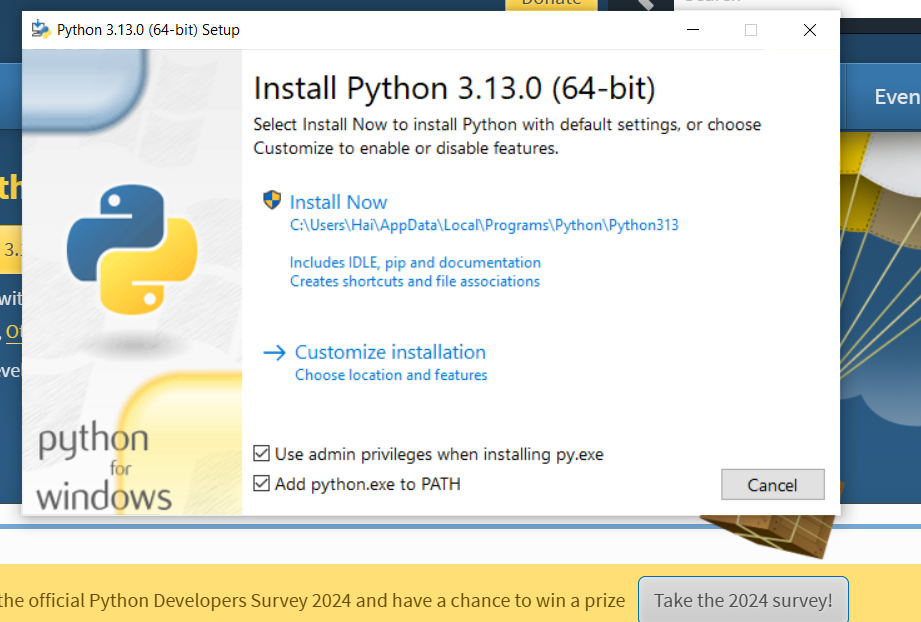 Donate
Python 3.13.0 (64-bit) Setup
Even
Install Python 3.13.0 (64-bit)
Select Install Now to install Python with default settings, or choose
Customize to enable or disable features.
th
Install Now
C:\Users\Hai\AppData\Local\Programs\Python\Python313
3.
Includes IDLE, pip and documentation
Creates shortcuts and file associations
wit
Customize installation
Choose location and features
python
for
windows
Use admin privileges when installing py.exe
Add python.exe to PATH
Cancel
the official Python Developers Survey 2024 and have a chance to win a prize
Take the 2024 survey!